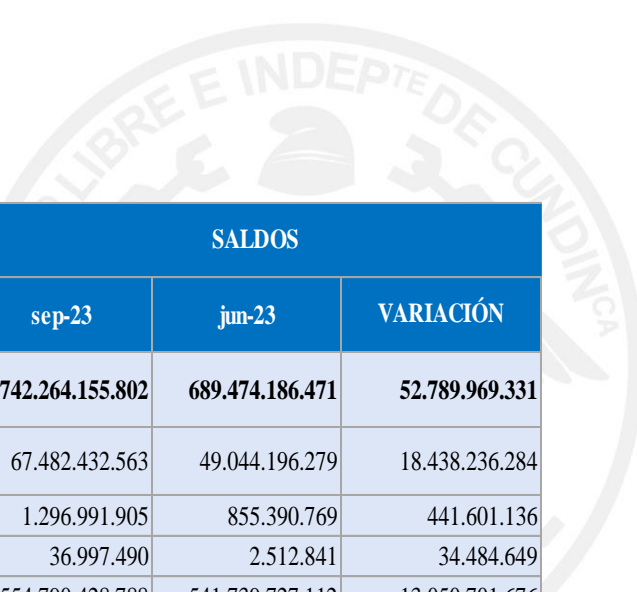 LIBRE E INDEPTE DE CUNDINCA
SALDOS
sep-23 jun-23 VARIACIÓN
742.264.155.802 689.474.186.471 52.789.969.331
67.482.432.563 49.044.196.279 18.438.236.284
1.296.991.905 855.390.769 441.601.136
36.997.490 2.512.841 34.484.649